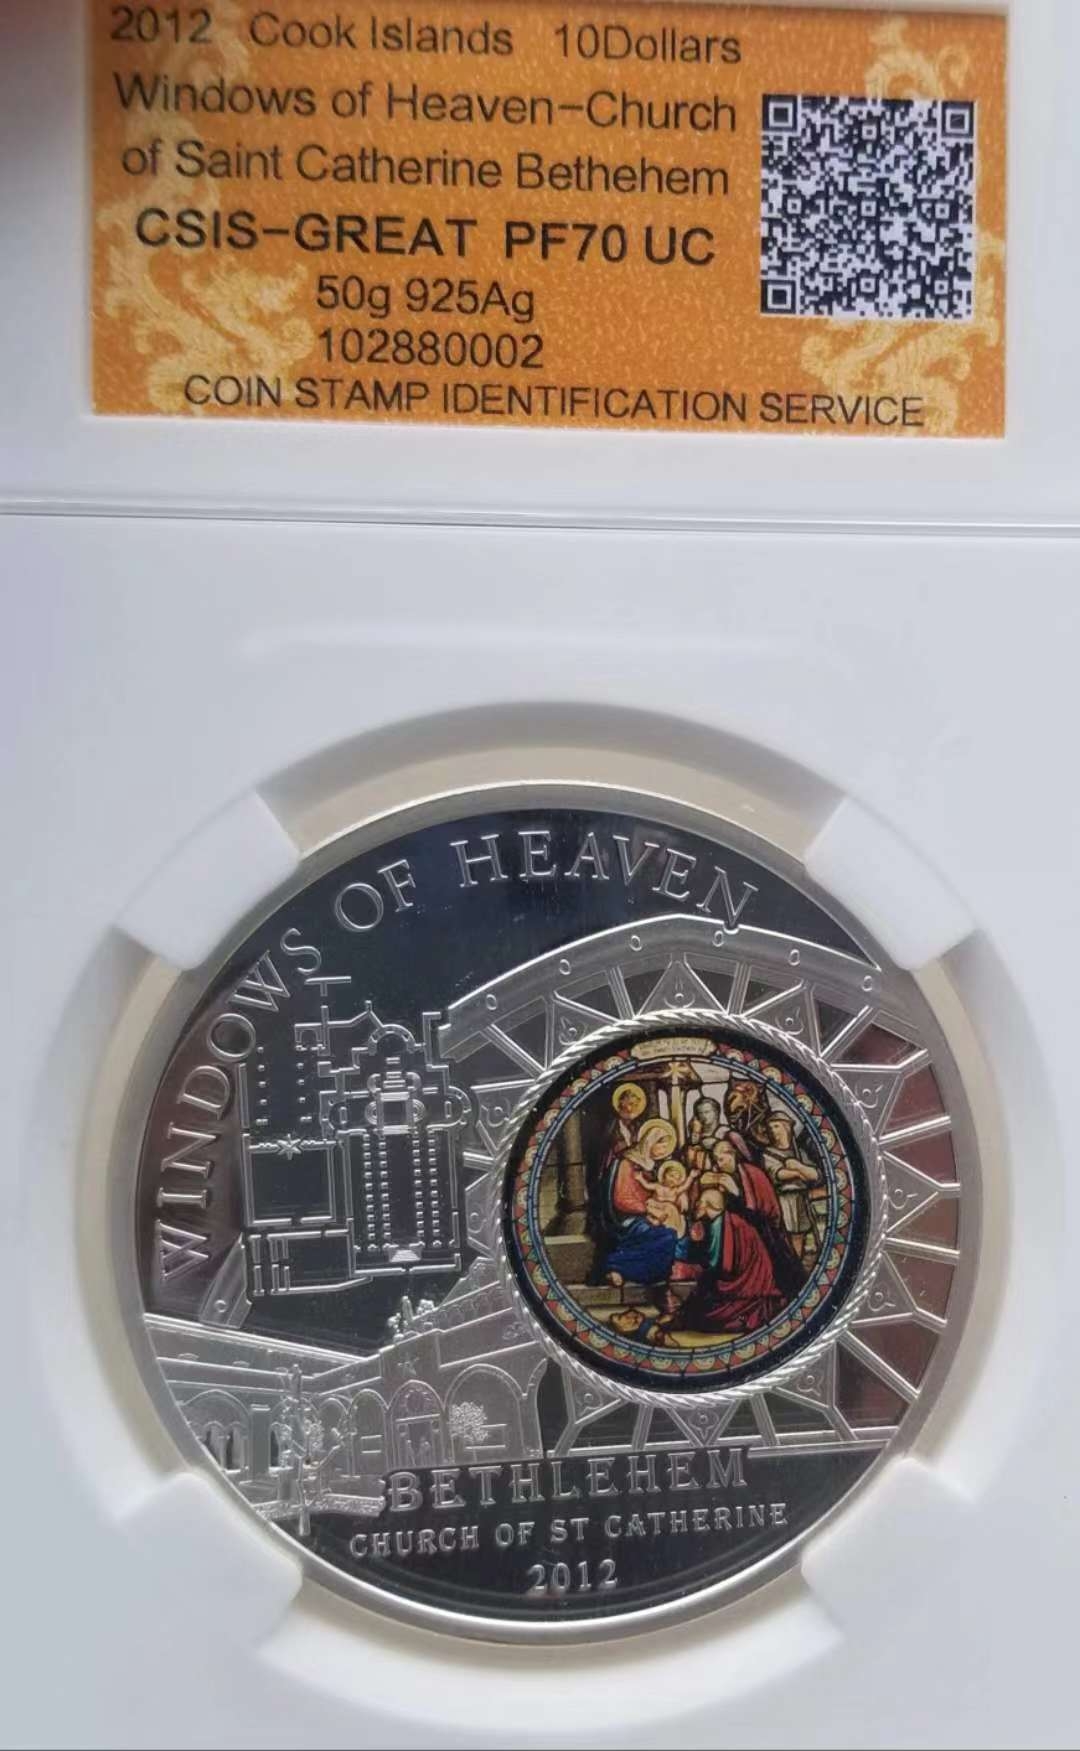 2012 Cook Islands 10Dollars
Windows of Heaven-Church
of Saint Catherine Bethehem
CSIS-GREAT PF70 UC
50g 925Ag
102880002
COIN STAMP IDENTIFICATION SERVICE
WINDOWS OF HEAVEN
BETHLEHEM
CHURCH OF ST CATHERINE
2012